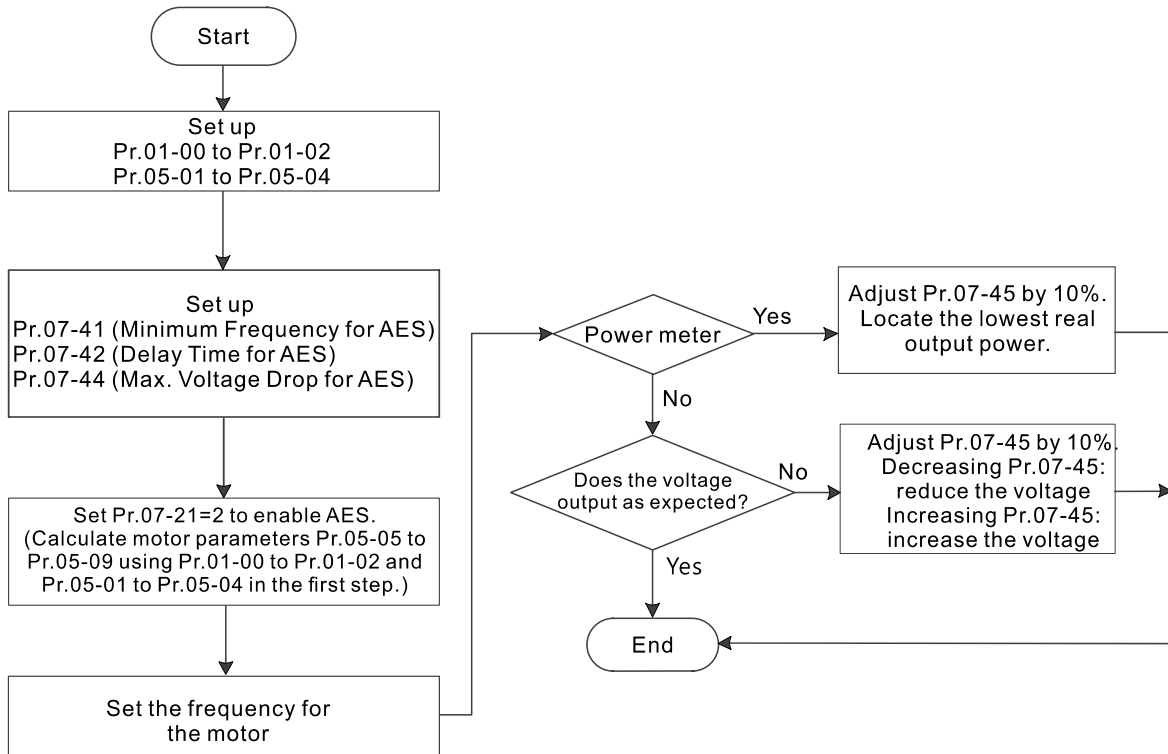 Start
Set up
Pr.01-00 to Pr.01-02
Pr.05-01 to Pr.05-04
Set up
Pr.07-41 (Minimum Frequency for AES)
Pr.07-42 (Delay Time for AES)
Pr.07-44 (Max. Voltage Drop for AES)
Set Pr.07-21=2 to enable AES.
(Calculate motor parameters Pr.05-05 to
Pr.05-09 using Pr.01-00 to Pr.01-02 and
Pr.05-01 to Pr.05-04 in the first step.)
Set the frequency for
the motor
Power meter
Yes
Adjust Pr.07-45 by 10%.
Locate the lowest real
output power.
No
Does the voltage
output as expected?
No
Adjust Pr.07-45 by 10%.
Decreasing Pr.07-45:
reduce the voltage
Increasing Pr.07-45:
increase the voltage
Yes
End